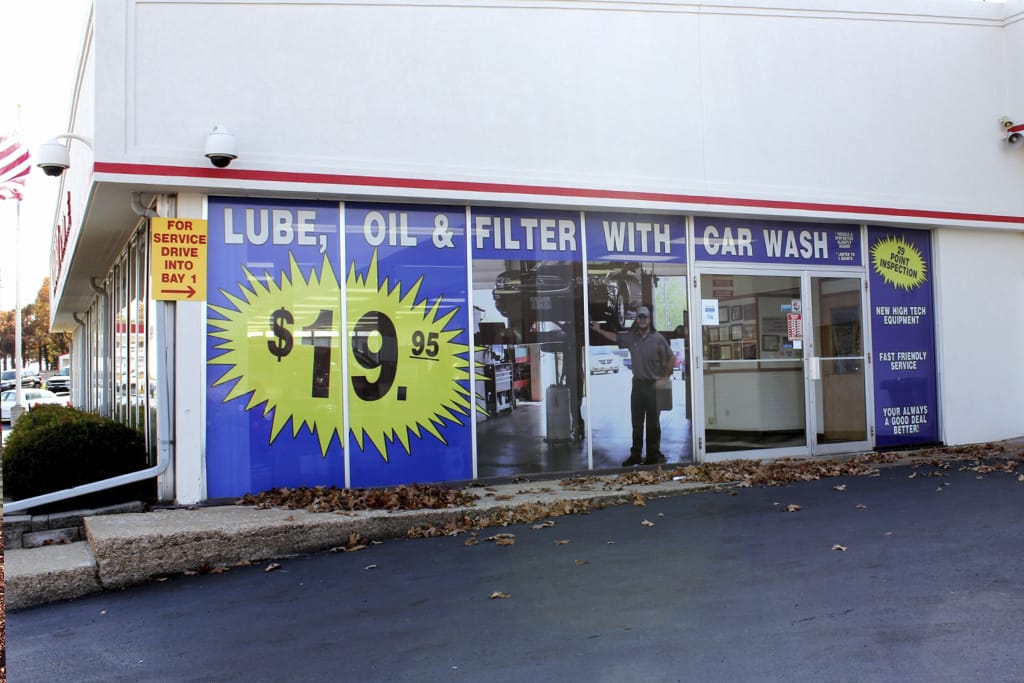 FOR
SERVICE
DRIVE
INTO
BAY 1
LUBE, OIL & FILTER WITH CAR WASH
$19.95
29
POINT
INSPECTION
NEW HIGH TECH
EQUIPMENT
FAST FRIENDLY
SERVICE
YOUR ALWAYS
A GOOD DEAL
BETTER!